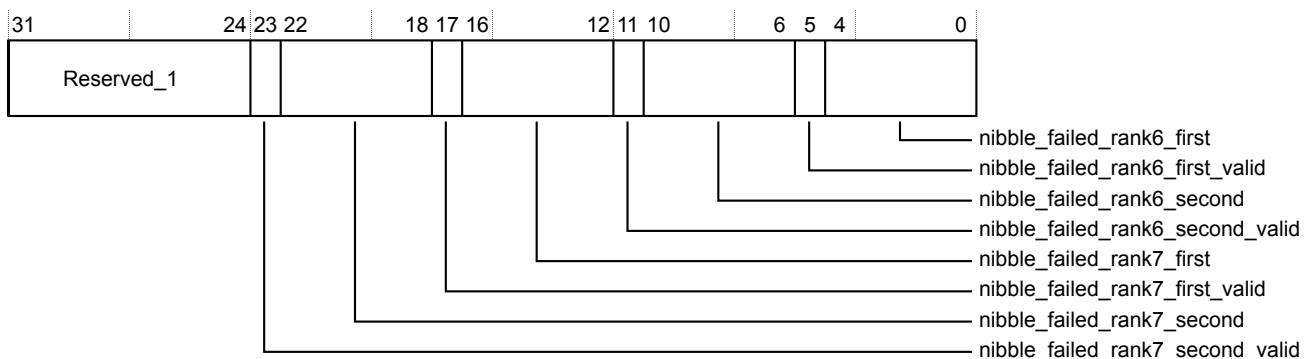 31 24 23 22 18 17 16 12 11 10 6 5 4 0
Reserved_1
nibble_failed_rank6_first
nibble_failed_rank6_first_valid
nibble_failed_rank6_second
nibble_failed_rank6_second_valid
nibble_failed_rank7_first
nibble_failed_rank7_first_valid
nibble_failed_rank7_second
nibble_failed_rank7_second_valid